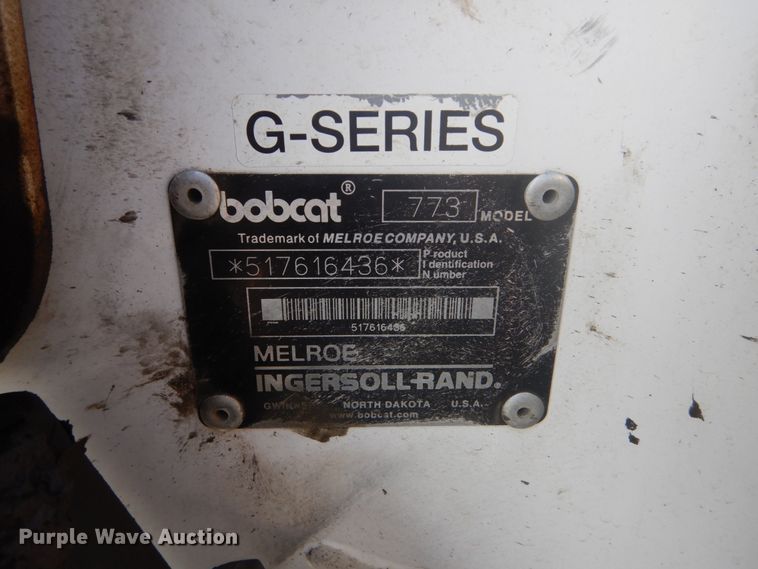 G-SERIES
bobcat® 773 MODEL
Trademark of MELROE COMPANY, U.S.A.
*517616436* Product Identification Number
517616436
MELROE
INGERSOLL-RAND®
NORTH DAKOTA U.S.A.
www.bobcat.com
Purple Wave Auction